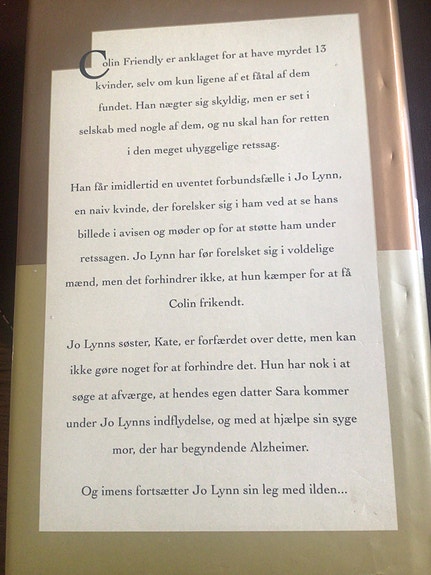 Colin Friendly er anklaget for at have myrdet 13
kvinder, selv om kun ligene af et fåtal af dem
fundet. Han nægter sig skyldig, men er set i
selskab med nogle af dem, og nu skal han for retten
i den meget uhyggelige retssag.
Han får imidlertid en uventet forbundsfælle i Jo Lynn,
en naiv kvinde, der forelsker sig i ham ved at se hans
billede i avisen og møder op for at støtte ham under
retssagen. Jo Lynn har før forelsket sig i voldelige
mænd, men det forhindrer ikke, at hun kæmper for at få
Colin frikendt.
Jo Lynns søster, Kate, er forfærdet over dette, men kan
ikke gøre noget for at forhindre det. Hun har nok i at
søge at afværge, at hendes egen datter Sara kommer
under Jo Lynns indflydelse, og med at hjælpe sin syge
mor, der har begyndende Alzheimer.
Og imens fortsætter Jo Lynn sin leg med ilden...